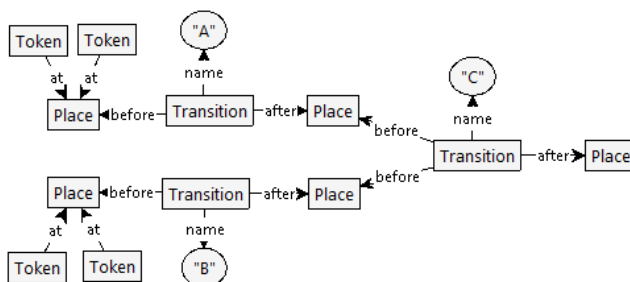 Token Token "A"
at at name "C"
Place before Transition after Place before name
Transition after Place
Place before Transition after Place before
at at name
Token Token "B"